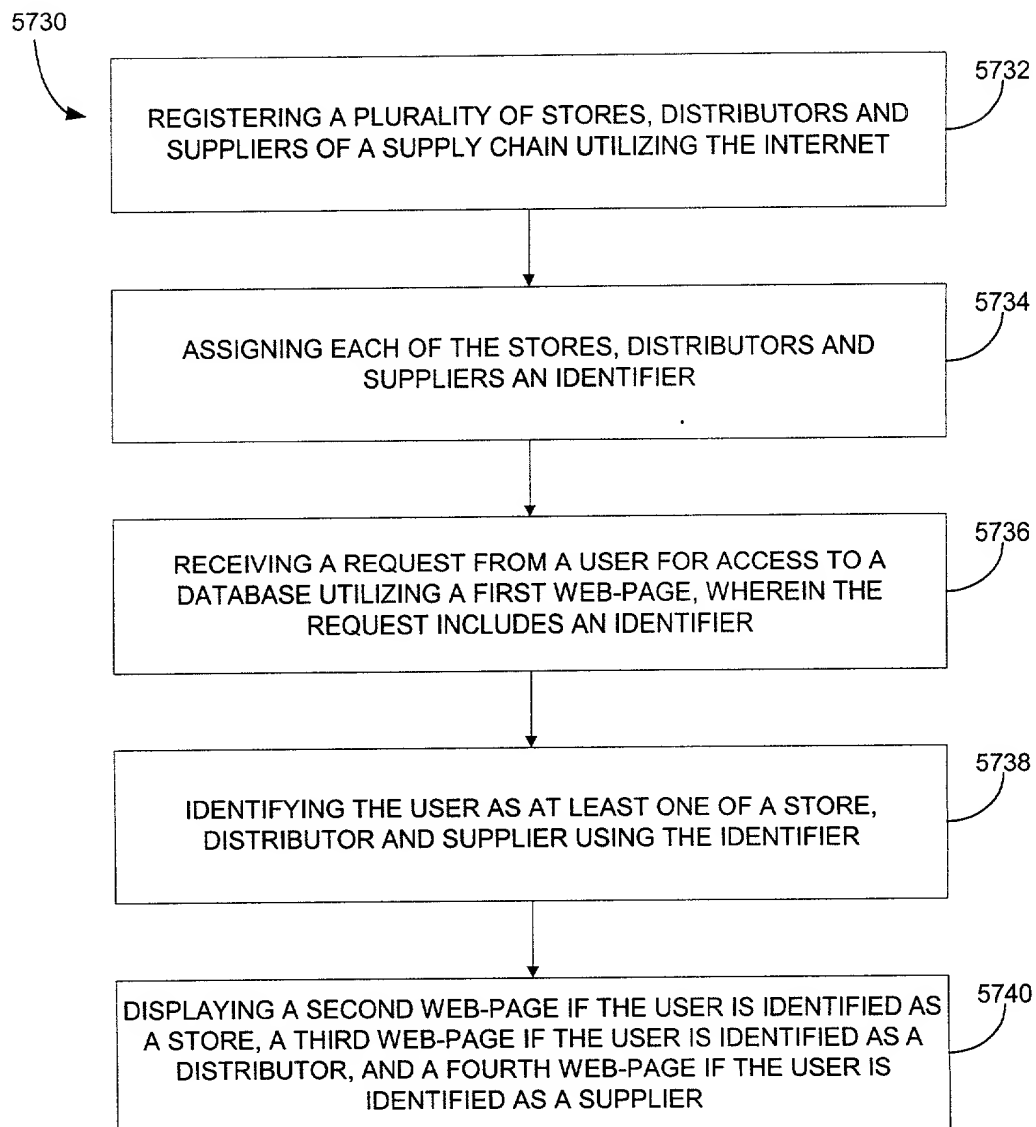 5730
5732
REGISTERING A PLURALITY OF STORES, DISTRIBUTORS AND
SUPPLIERS OF A SUPPLY CHAIN UTILIZING THE INTERNET
5734
ASSIGNING EACH OF THE STORES, DISTRIBUTORS AND
SUPPLIERS AN IDENTIFIER
5736
RECEIVING A REQUEST FROM A USER FOR ACCESS TO A
DATABASE UTILIZING A FIRST WEB-PAGE, WHEREIN THE
REQUEST INCLUDES AN IDENTIFIER
5738
IDENTIFYING THE USER AS AT LEAST ONE OF A STORE,
DISTRIBUTOR AND SUPPLIER USING THE IDENTIFIER
5740
DISPLAYING A SECOND WEB-PAGE IF THE USER IS IDENTIFIED AS
A STORE, A THIRD WEB-PAGE IF THE USER IS IDENTIFIED AS A
DISTRIBUTOR, AND A FOURTH WEB-PAGE IF THE USER IS
IDENTIFIED AS A SUPPLIER